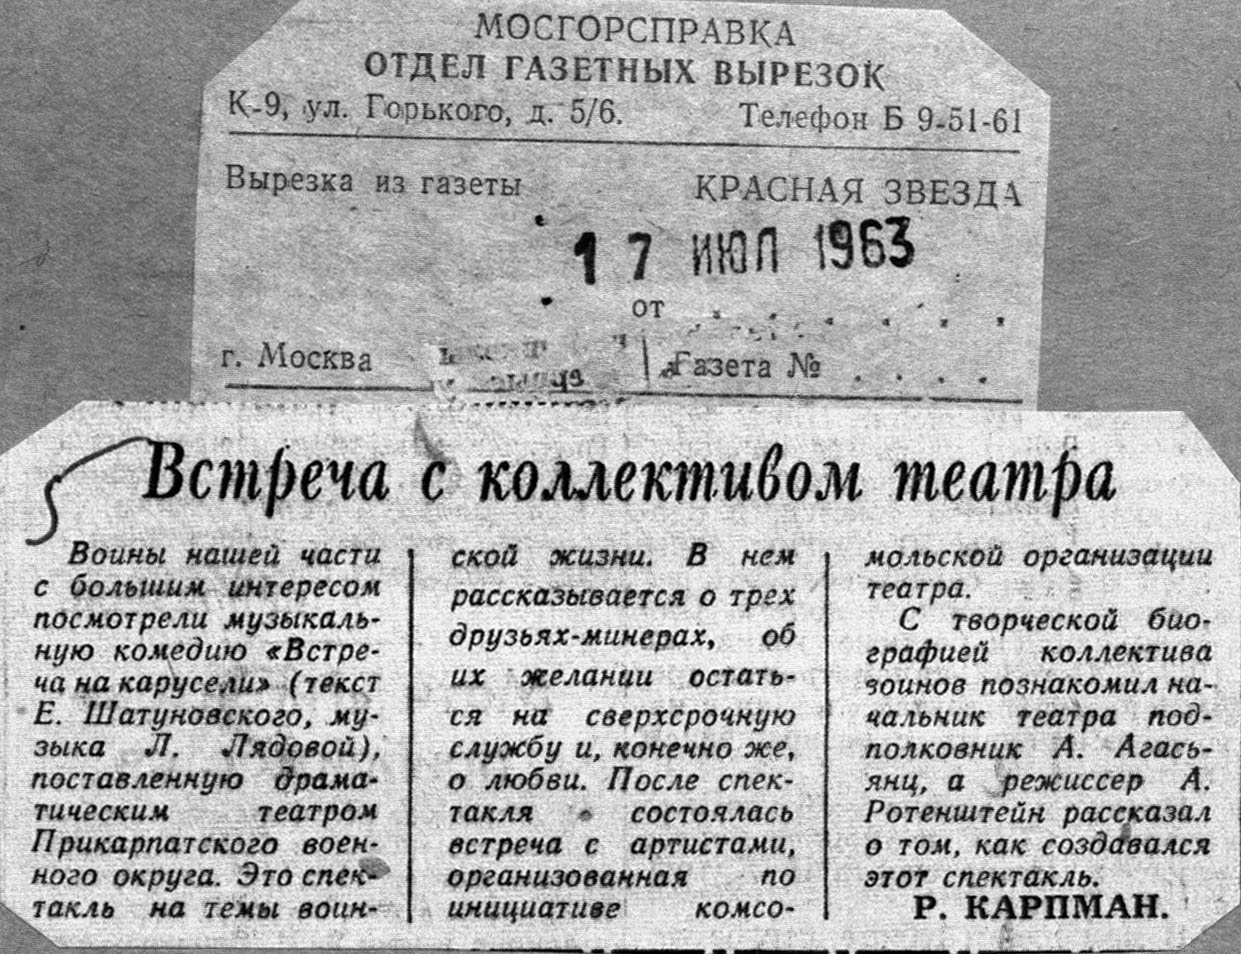 МОСГОРСПРАВКА
ОТДЕЛ ГАЗЕТНЫХ ВЫРЕЗОК
К-9, ул. Горького, д. 5/6. Телефон Б 9-51-61
Вырезка из газеты КРАСНАЯ ЗВЕЗДА
17 ИЮЛ 1963
от . . . . . .
г. Москва Газета № . . . .
Встреча с коллективом театра
Воины нашей части
с большим интересом
посмотрели музыкаль-
ную комедию «Встре-
ча на карусели» (текст
Е. Шатуновского, му-
зыка Л. Лядовой),
поставленную драма-
тическим театром
Прикарпатского воен-
ного округа. Это спек-
такль на темы воин-
ской жизни. В нем
рассказывается о трех
друзьях-минерах, об
их желании остать-
ся на сверхсрочную
службу и, конечно же,
о любви. После спек-
такля состоялась
встреча с артистами,
организованная по
инициативе комсо-
мольской организации
театра.
С творческой био-
графией коллектива
воинов познакомил на-
чальник театра под-
полковник А. Агась-
янц, а режиссер А.
Ротенштейн рассказал
о том, как создавался
этот спектакль.
Р. КАРПМАН.